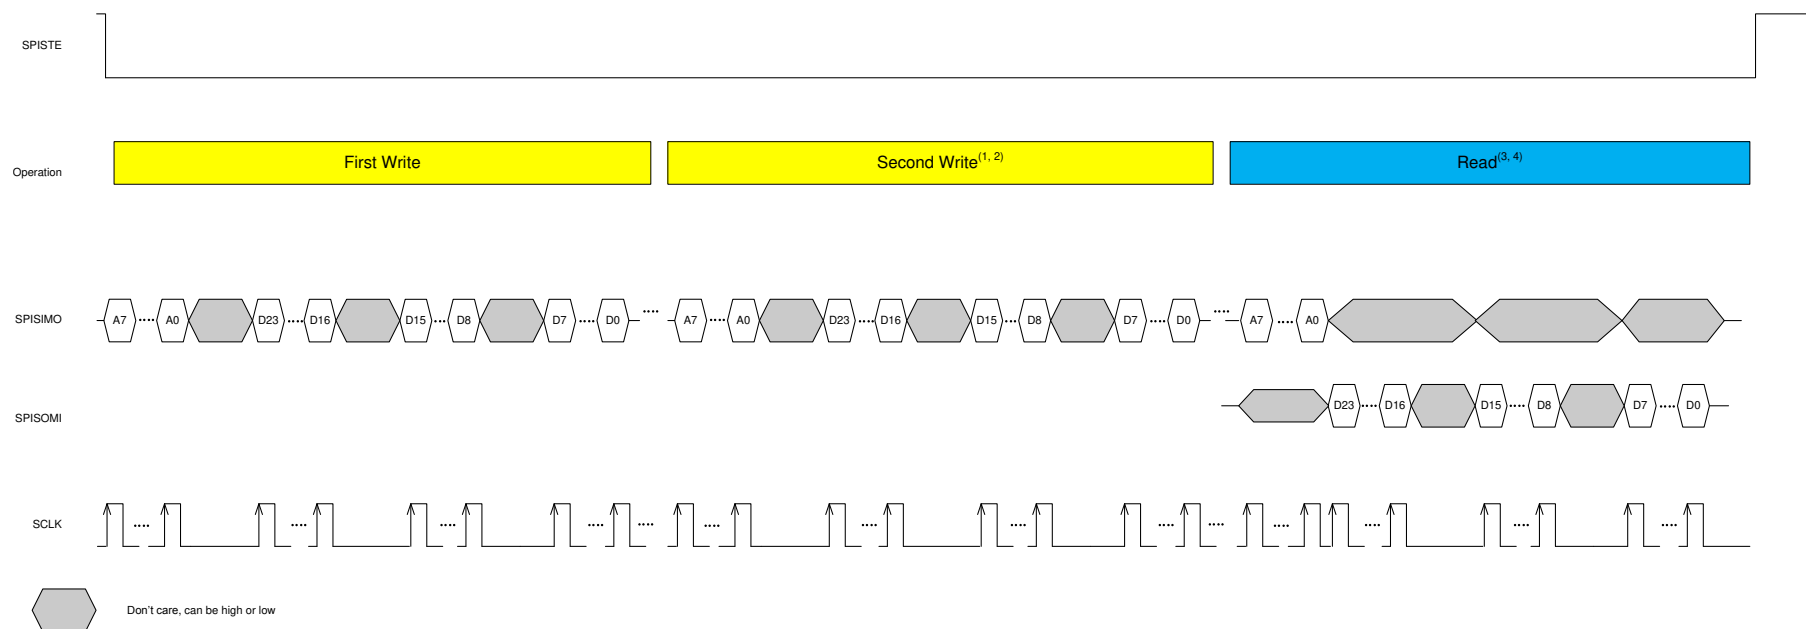 SPISTE
Operation First Write Second Write(1, 2) Read(3, 4)
SPISIMO A7 .... A0 D23 .... D16 D15 ... D8 D7 .... D0 .... A7 .... A0 D23 .... D16 D15 ... D8 D7 .... D0 .... A7 .... A0
SPISOMI D23 .... D16 D15 .... D8 D7 .... D0
SCLK .... .... .... .... .... .... .... .... .... .... .... .... .... ....
Don't care, can be high or low